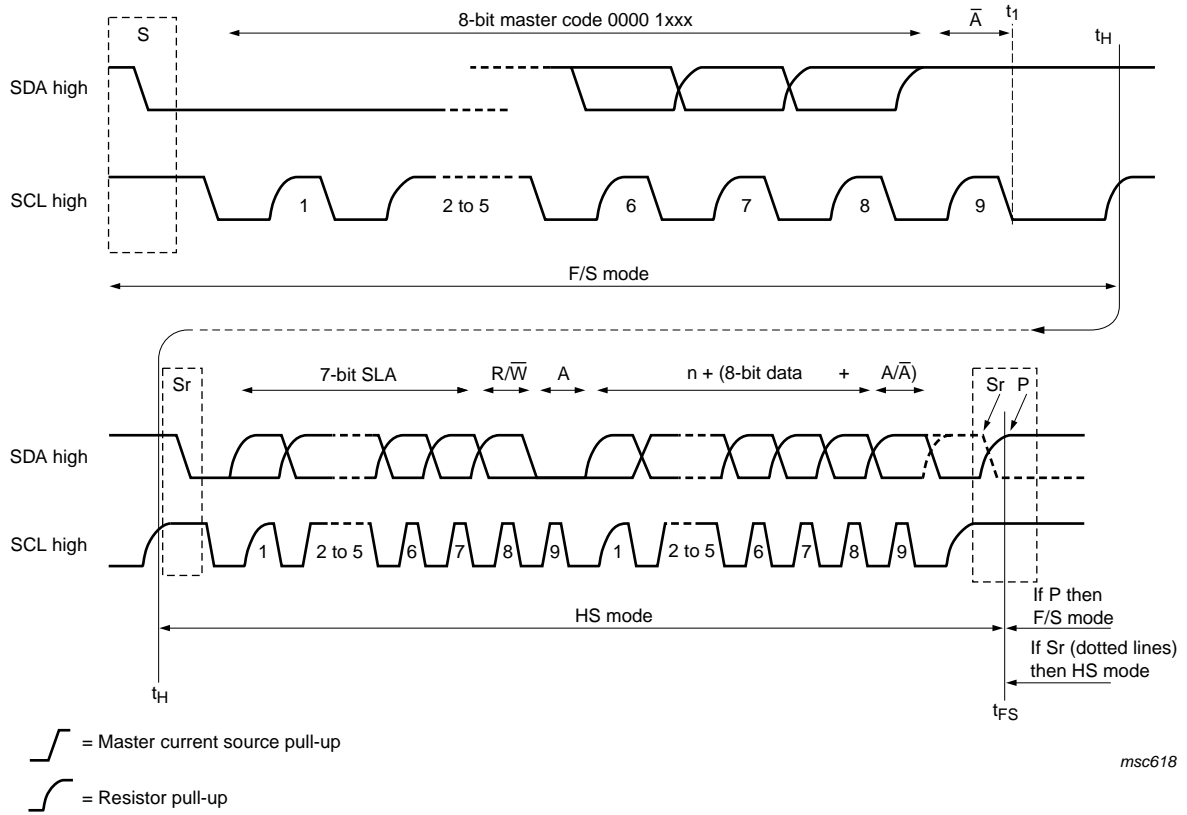 8-bit master code 0000 1xxx
A̅
t1
S
tH
SDA high
SCL high
1
2 to 5
6
7
8
9
F/S mode
Sr
7-bit SLA
R/W̅
A
n + (8-bit data +
A/A̅)
Sr P
SDA high
SCL high
1
2 to 5
6
7
8
9
1
2 to 5
6
7
8
9
HS mode
If P then
F/S mode
If Sr (dotted lines)
then HS mode
tH
tFS
= Master current source pull-up
= Resistor pull-up
msc618